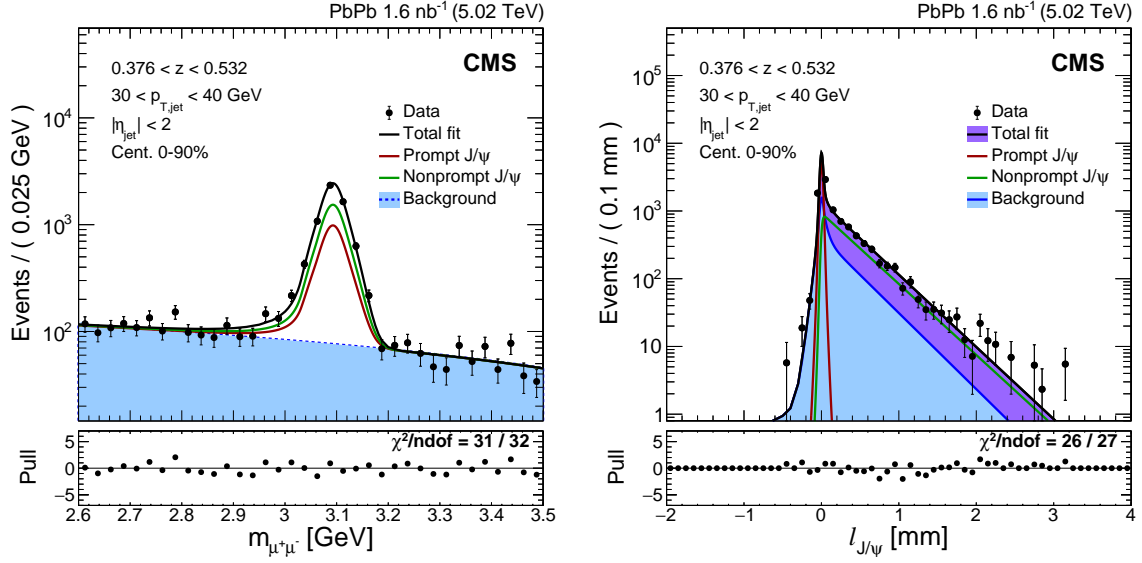 PbPb 1.6 nb⁻¹ (5.02 TeV)
CMS
0.376 < z < 0.532
30 < p_T,jet < 40 GeV
|η_jet| < 2
Cent. 0-90%
Data
Total fit
Prompt J/ψ
Nonprompt J/ψ
Background
Events / ( 0.025 GeV )
10⁴
10³
10²
χ²/ndof = 31 / 32
Pull
5
0
−5
2.6 2.7 2.8 2.9 3 3.1 3.2 3.3 3.4 3.5
m_μ⁺μ⁻ [GeV]
PbPb 1.6 nb⁻¹ (5.02 TeV)
CMS
0.376 < z < 0.532
30 < p_T,jet < 40 GeV
|η_jet| < 2
Cent. 0-90%
Data
Total fit
Prompt J/ψ
Nonprompt J/ψ
Background
Events / ( 0.1 mm )
10⁵
10⁴
10³
10²
10
1
χ²/ndof = 26 / 27
Pull
5
0
−5
−2 −1 0 1 2 3 4
l_J/ψ [mm]